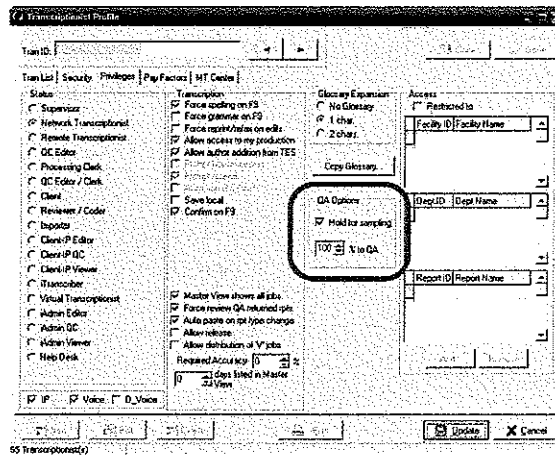 Transcriptionist Profile
Tran ID:
Tran List
Security
Privileges
Pay Factors
MT Center
Status
Supervisor
Network Transcriptionist
Remote Transcriptionist
QC Editor
Processing Clerk
QC Editor / Clerk
Client
Reviewer / Coder
Importer
Client-IP Editor
Client-IP QC
Client-IP Viewer
iTranscriber
Virtual Transcriptionist
iAdmin Editor
iAdmin QC
iAdmin Viewer
Help Desk
IP
Voice
D_Voice
Transcription
Force spelling on F9
Force grammar on F9
Force reprint/refax on edits
Allow access to my production
Allow author addition from TES
Save local
Confirm on F9
Master View shows all jobs
Force review QA returned rpts
Auto paste on rpt type change
Allow release
Allow distribution of 'V' jobs
Required Accuracy: 0 %
0 days listed in Master View
Glossary Expansion
No Glossary
1 char.
2 chars.
Copy Glossary...
QA Options
Hold for sampling
100 % to QA
Access
Restricted to
Facility ID Facility Name
Dept ID Dept Name
Report ID Report Name
Update
Cancel
55 Transcriptionist(s)